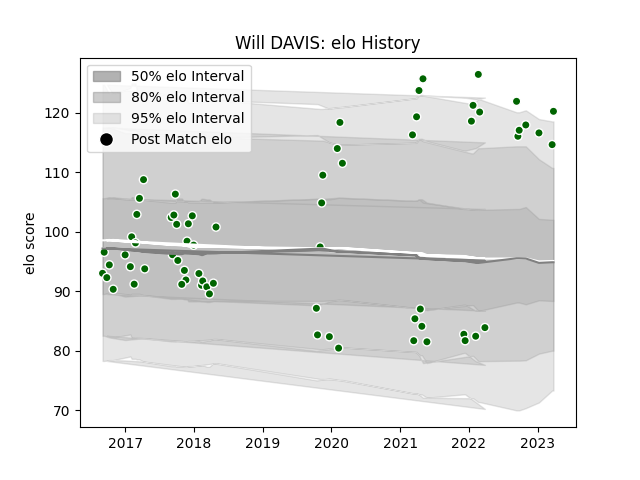 Will DAVIS: elo History
50% elo Interval
80% elo Interval
95% elo Interval
Post Match elo
elo score
120
110
100
90
80
70
2017 2018 2019 2020 2021 2022 2023